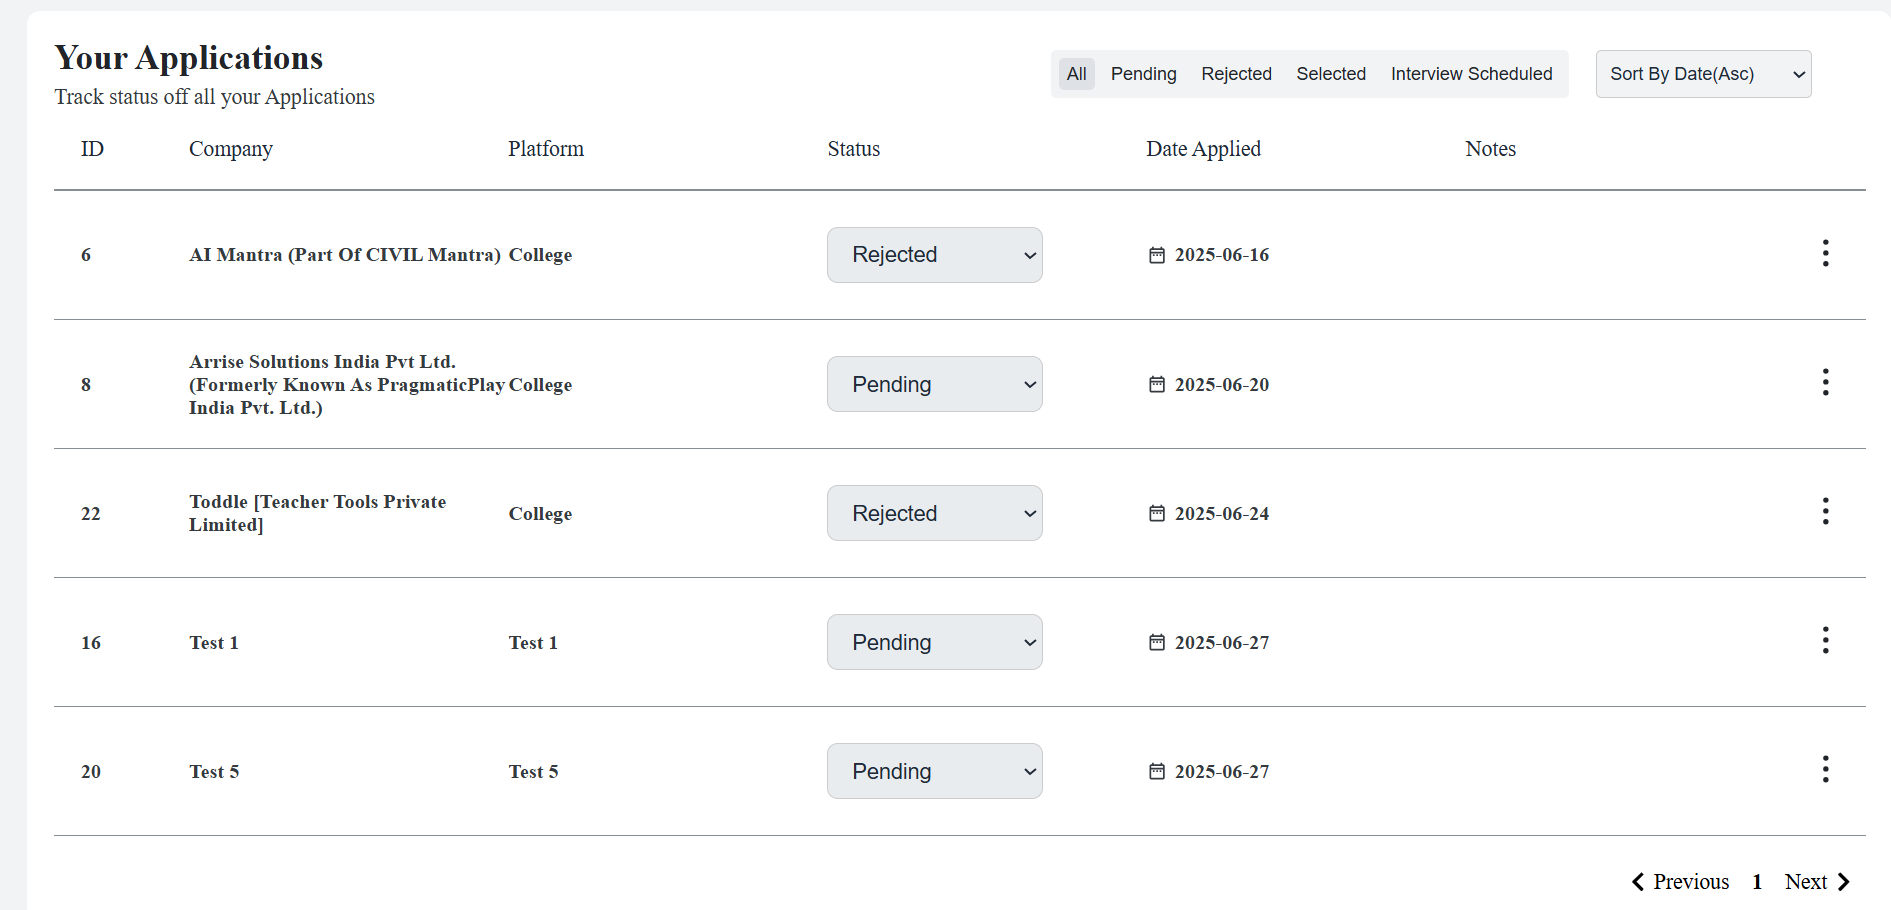 Your Applications
Track status off all your Applications
All Pending Rejected Selected Interview Scheduled
Sort By Date(Asc)
ID Company Platform Status Date Applied Notes
6 AI Mantra (Part Of CIVIL Mantra) College Rejected 2025-06-16
Arrise Solutions India Pvt Ltd.
8 (Formerly Known As PragmaticPlay College Pending 2025-06-20
India Pvt. Ltd.)
Toddle [Teacher Tools Private
22 College Rejected 2025-06-24
Limited]
16 Test 1 Test 1 Pending 2025-06-27
20 Test 5 Test 5 Pending 2025-06-27
Previous 1 Next